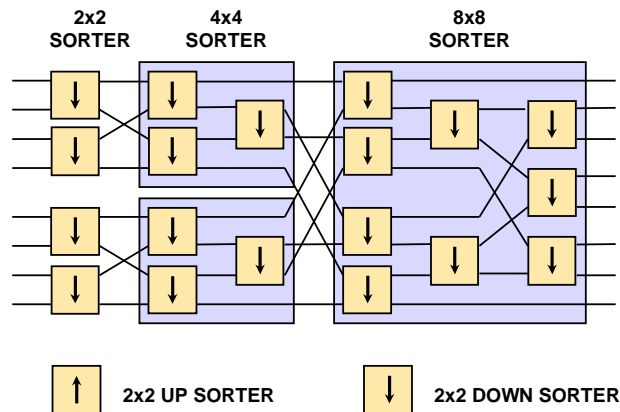 2x2
SORTER
4x4
SORTER
8x8
SORTER
2x2 UP SORTER
2x2 DOWN SORTER